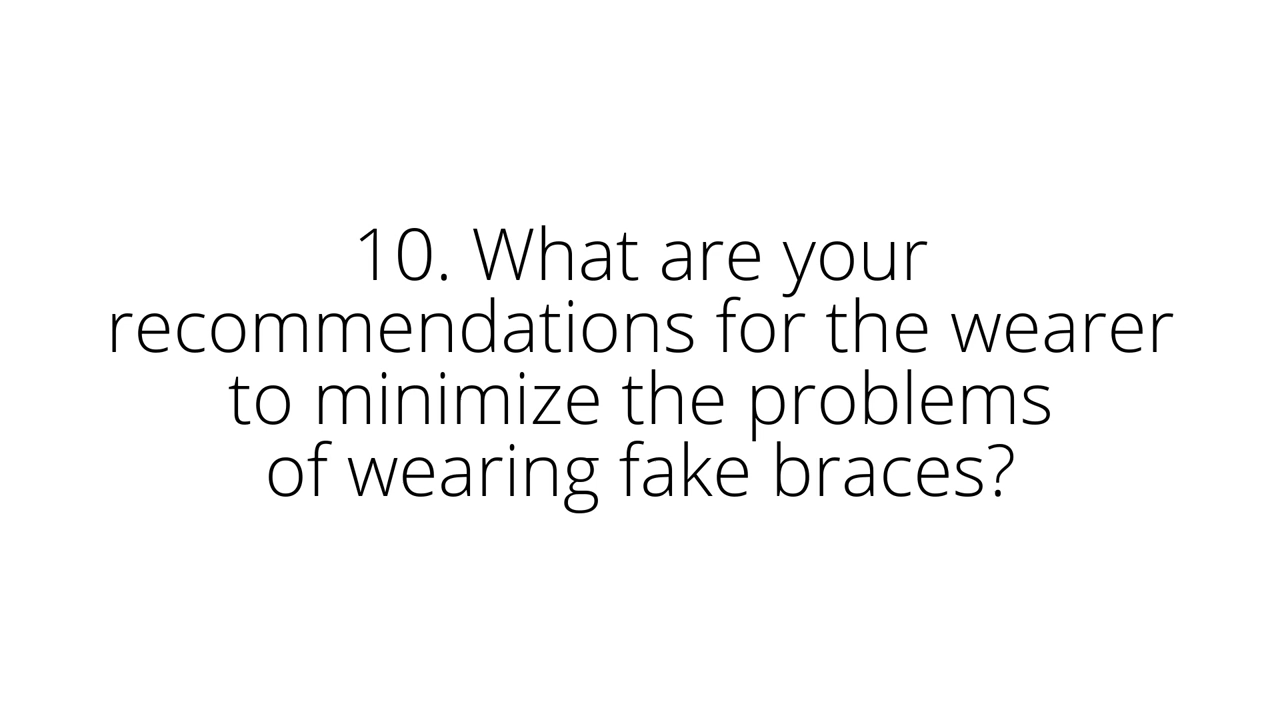 10. What are your
recommendations for the wearer
to minimize the problems
of wearing fake braces?